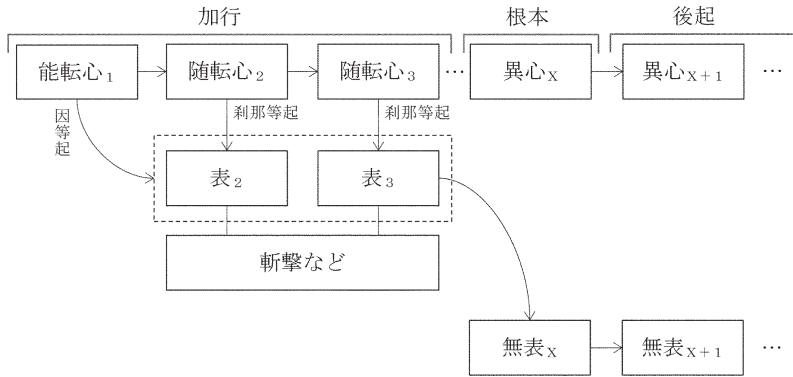 加行 根本 後起
能転心₁ 随転心₂ 随転心₃ … 異心ₓ 異心ₓ₊₁ …
因等起 刹那等起 刹那等起
表₂ 表₃
斬撃など
無表ₓ 無表ₓ₊₁ …